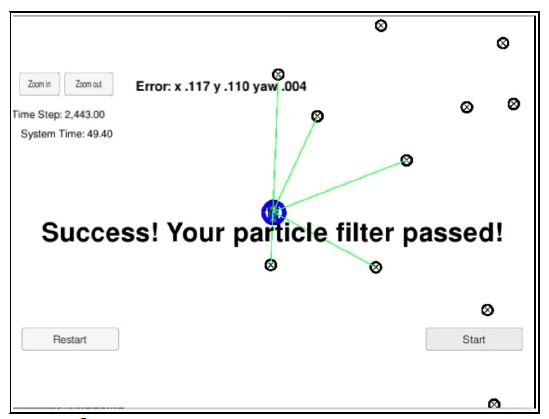 Zoom in Zoom out Error: x .117 y .110 yaw .004
Time Step: 2,443.00
System Time: 49.40
Success! Your particle filter passed!
Restart Start